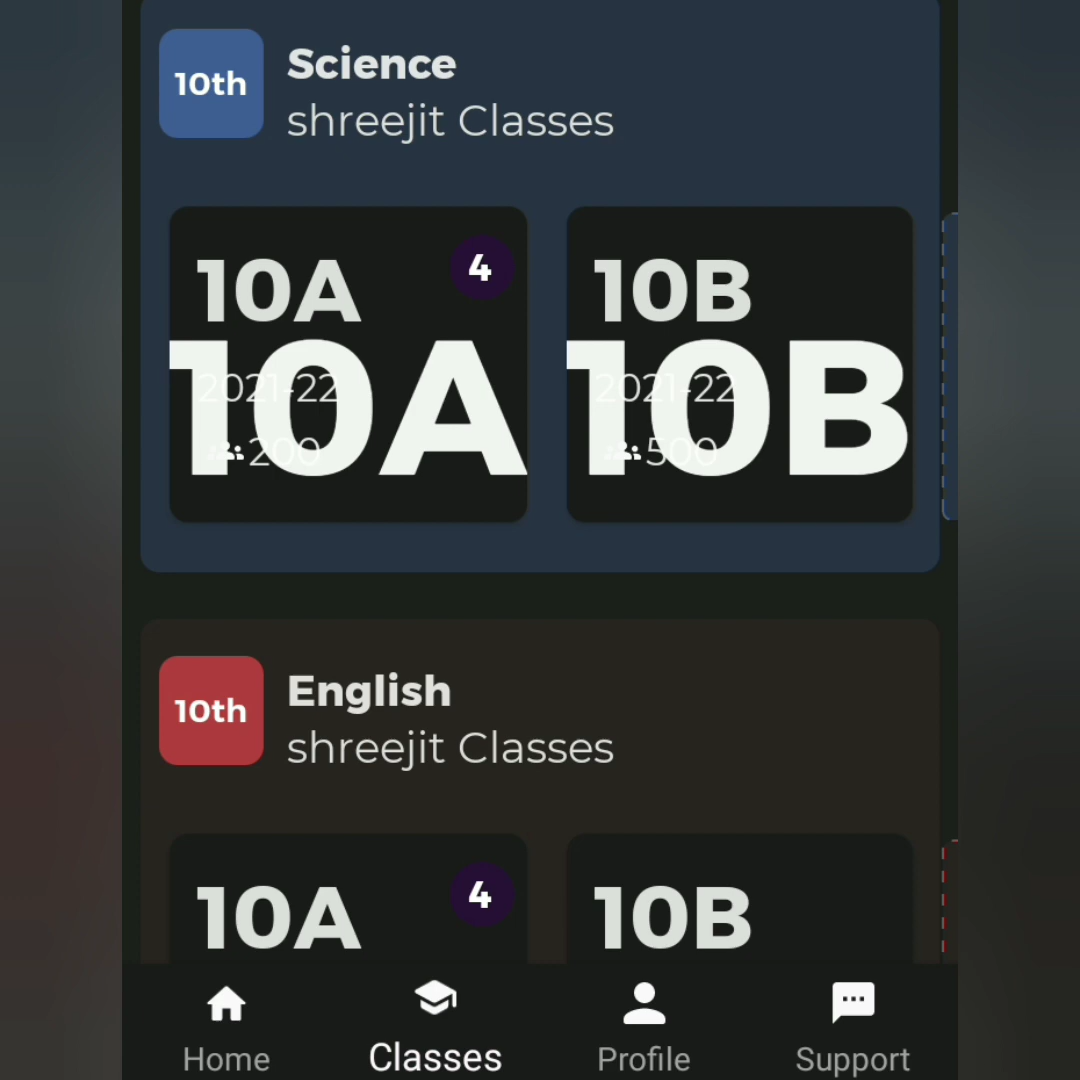 10th
Science
shreejit Classes
10A
4
10A
2021-22
200
10B
10B
2021-22
500
10th
English
shreejit Classes
10A
4
10B
Home
Classes
Profile
Support